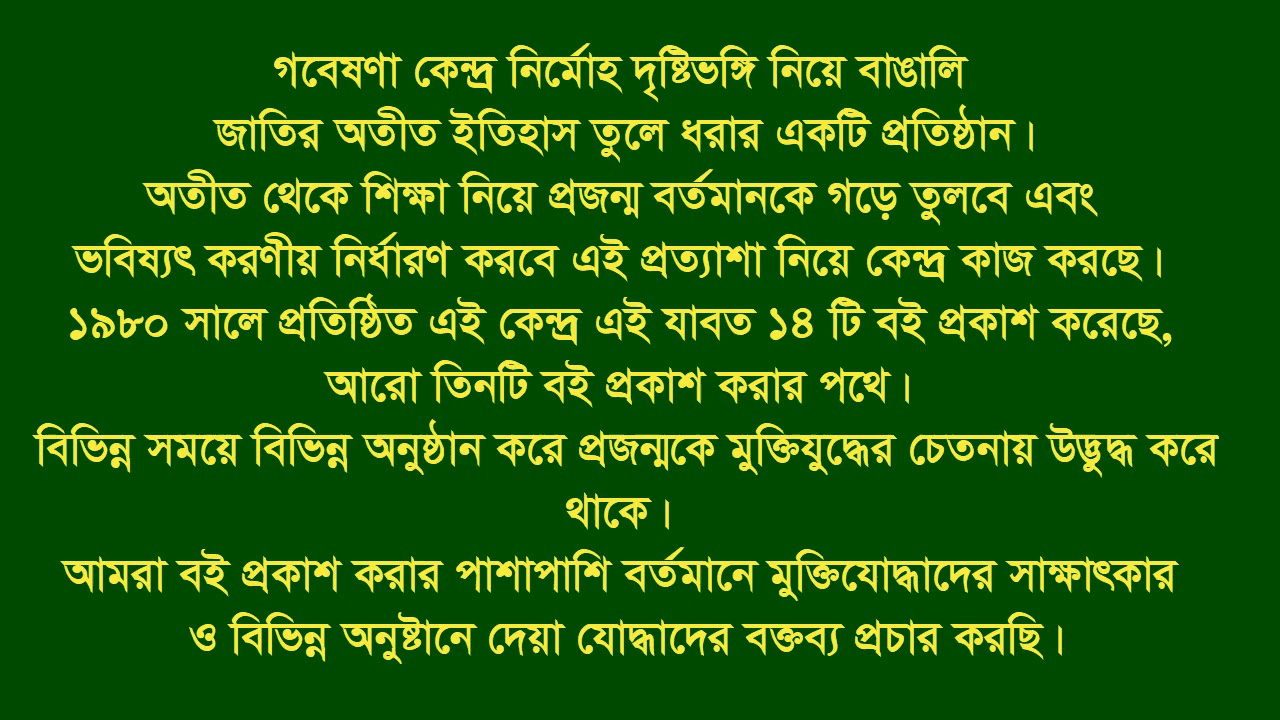 গবেষণা কেন্দ্র নির্মোহ দৃষ্টিভঙ্গি নিয়ে বাঙালি
জাতির অতীত ইতিহাস তুলে ধরার একটি প্রতিষ্ঠান।
অতীত থেকে শিক্ষা নিয়ে প্রজন্ম বর্তমানকে গড়ে তুলবে এবং
ভবিষ্যৎ করণীয় নির্ধারণ করবে এই প্রত্যাশা নিয়ে কেন্দ্র কাজ করছে।
১৯৮০ সালে প্রতিষ্ঠিত এই কেন্দ্র এই যাবত ১৪ টি বই প্রকাশ করেছে,
আরো তিনটি বই প্রকাশ করার পথে।
বিভিন্ন সময়ে বিভিন্ন অনুষ্ঠান করে প্রজন্মকে মুক্তিযুদ্ধের চেতনায় উদ্ভুদ্ধ করে
থাকে।
আমরা বই প্রকাশ করার পাশাপাশি বর্তমানে মুক্তিযোদ্ধাদের সাক্ষাৎকার
ও বিভিন্ন অনুষ্টানে দেয়া যোদ্ধাদের বক্তব্য প্রচার করছি।